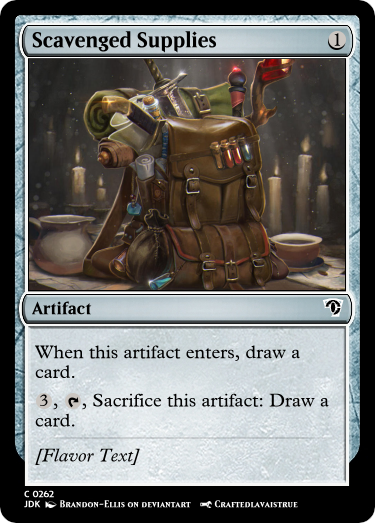 Scavenged Supplies 1
Artifact
When this artifact enters, draw a
card.
3, , Sacrifice this artifact: Draw a
card.
[Flavor Text]
C 0262
JDK Brandon-Ellis on deviantart Craftedlavaistrue